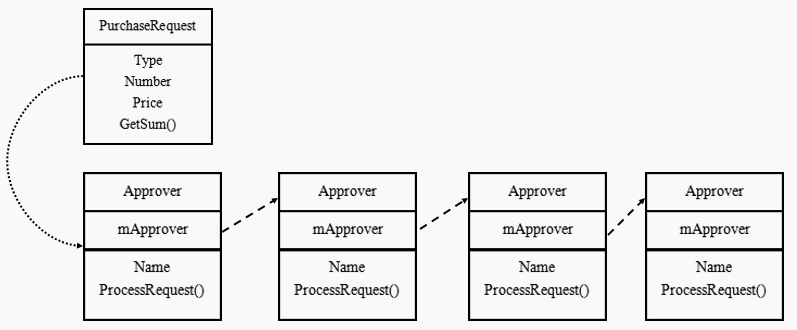 PurchaseRequest
Type
Number
Price
GetSum()
Approver
mApprover
Name
ProcessRequest()
Approver
mApprover
Name
ProcessRequest()
Approver
mApprover
Name
ProcessRequest()
Approver
mApprover
Name
ProcessRequest()